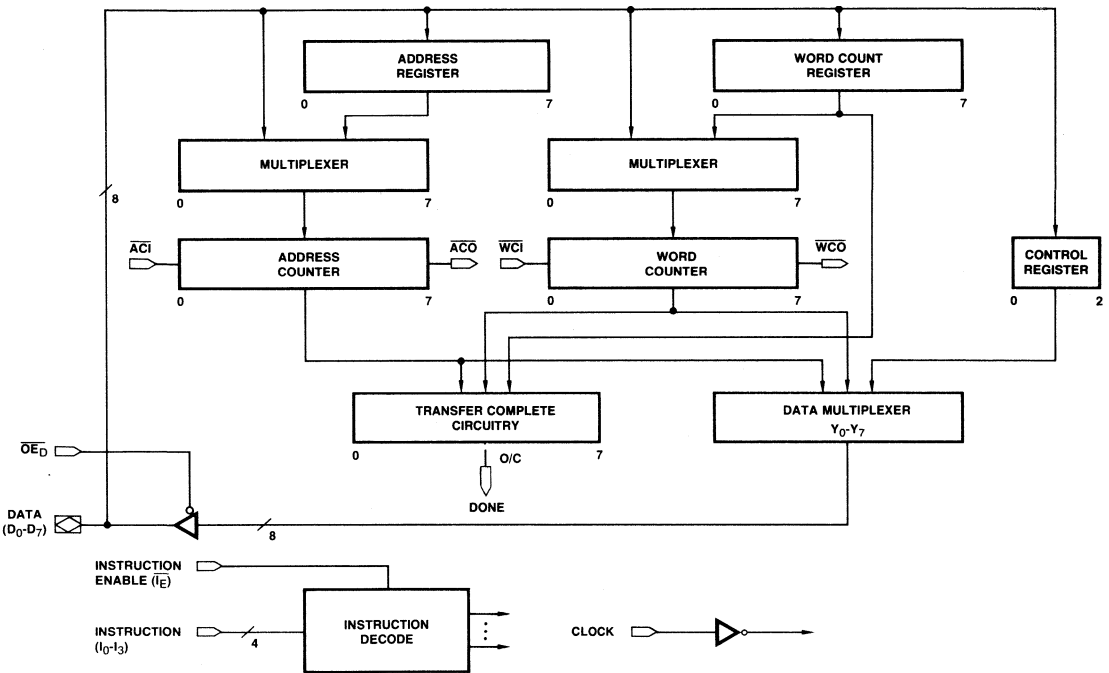 ADDRESS
REGISTER
0 7
WORD COUNT
REGISTER
0 7
MULTIPLEXER
0 7
MULTIPLEXER
0 7
8
ACI
ADDRESS
COUNTER
0 7
ACO
WCI
WORD
COUNTER
0 7
WCO
CONTROL
REGISTER
0 2
TRANSFER COMPLETE
CIRCUITRY
0 7
O/C
DONE
DATA MULTIPLEXER
Y0-Y7
OED
DATA
(D0-D7)
8
INSTRUCTION
ENABLE (IE)
INSTRUCTION
(I0-I3)
4
INSTRUCTION
DECODE
CLOCK